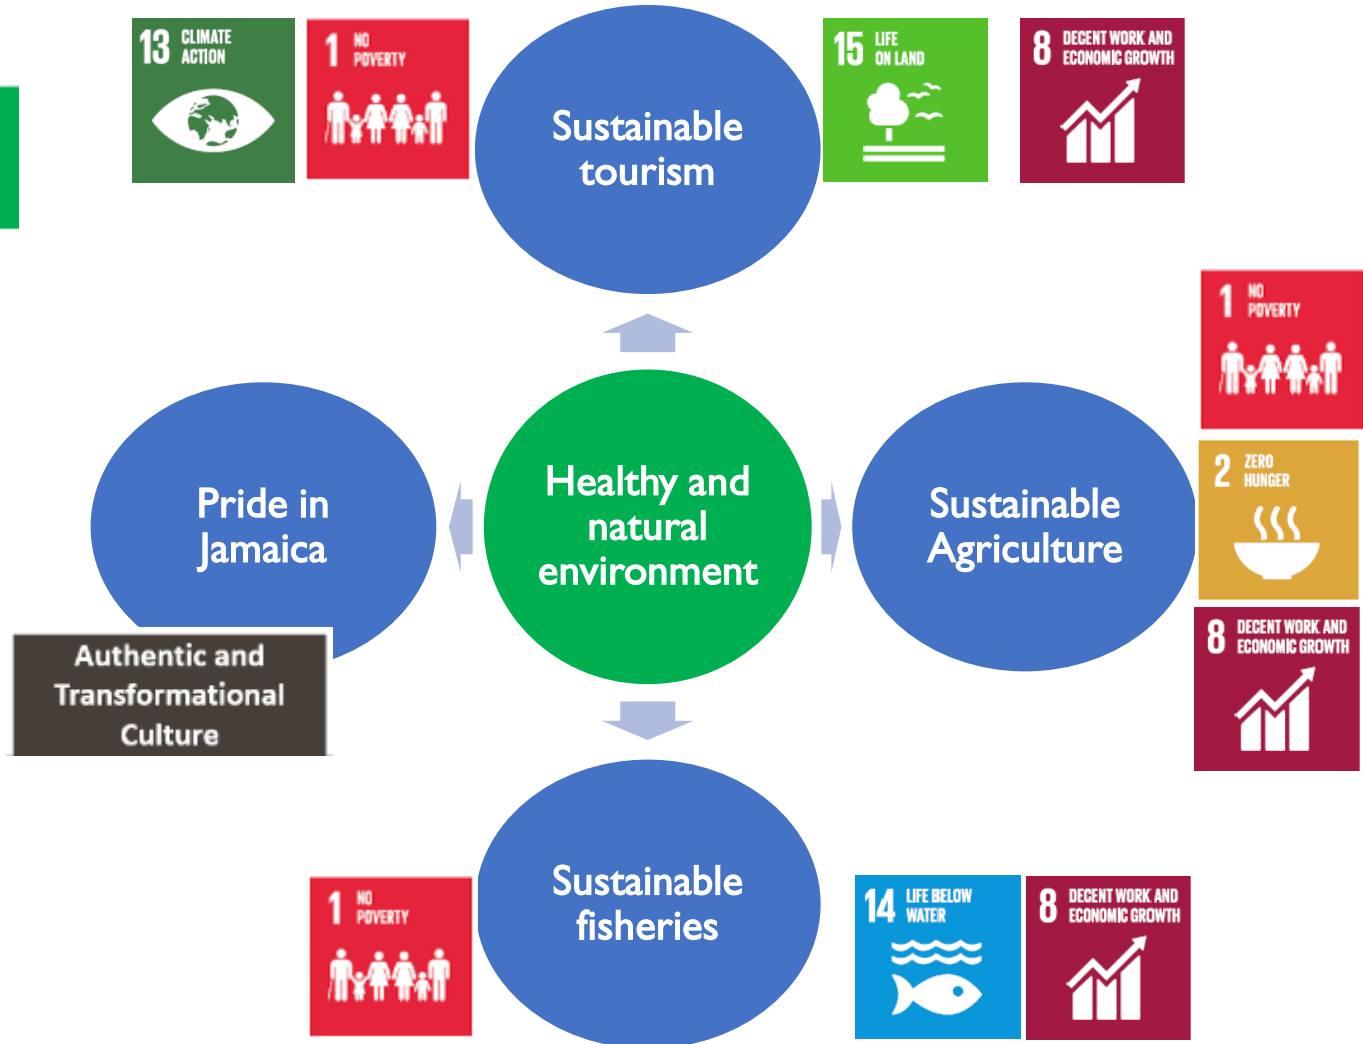 13 CLIMATE
ACTION
1 NO
POVERTY
Sustainable
tourism
15 LIFE
ON LAND
8 DECENT WORK AND
ECONOMIC GROWTH
Pride in
Jamaica
Authentic and
Transformational
Culture
Healthy and
natural
environment
Sustainable
Agriculture
1 NO
POVERTY
2 ZERO
HUNGER
8 DECENT WORK AND
ECONOMIC GROWTH
1 NO
POVERTY
Sustainable
fisheries
14 LIFE BELOW
WATER
8 DECENT WORK AND
ECONOMIC GROWTH